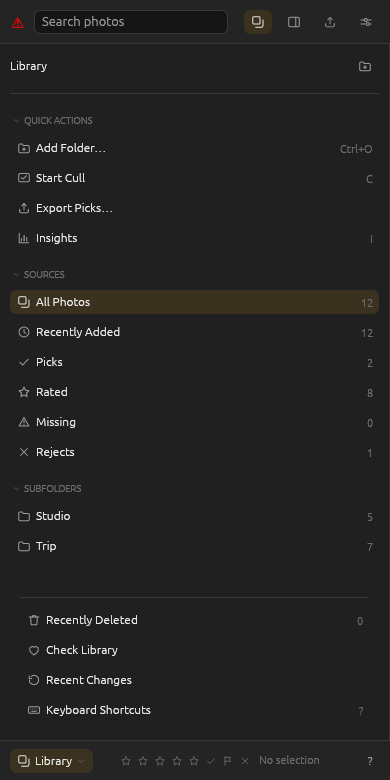 Search photos
Library
QUICK ACTIONS
Add Folder... Ctrl+O
Start Cull C
Export Picks...
Insights I
SOURCES
All Photos 12
Recently Added 12
Picks 2
Rated 8
Missing 0
Rejects 1
SUBFOLDERS
Studio 5
Trip 7
Recently Deleted 0
Check Library
Recent Changes
Keyboard Shortcuts ?
Library No selection ?